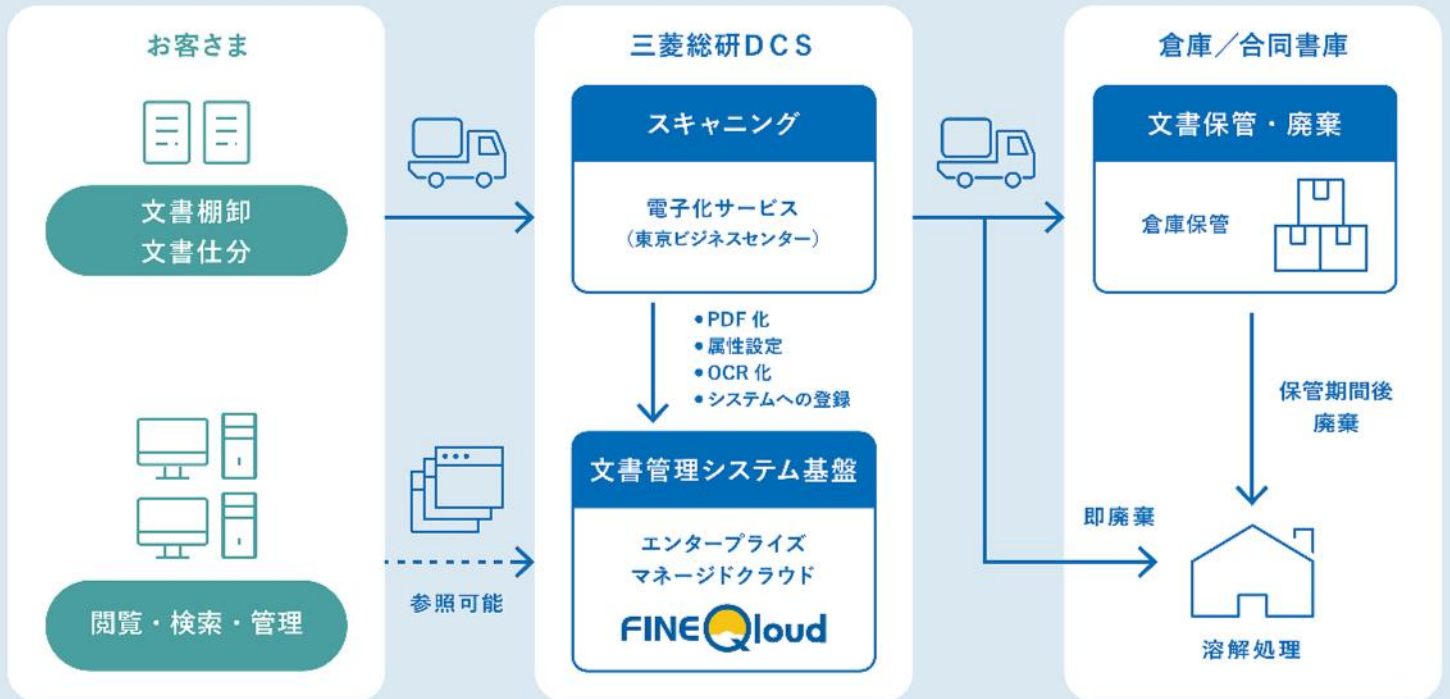 お客さま
文書棚卸
文書仕分
閲覧・検索・管理
参照可能
三菱総研DCS
スキャニング
電子化サービス
（東京ビジネスセンター）
•PDF 化
•属性設定
•OCR 化
•システムへの登録
文書管理システム基盤
エンタープライズ
マネージドクラウド
FINEQloud
倉庫／合同書庫
文書保管・廃棄
倉庫保管
保管期間後
廃棄
即廃棄
溶解処理